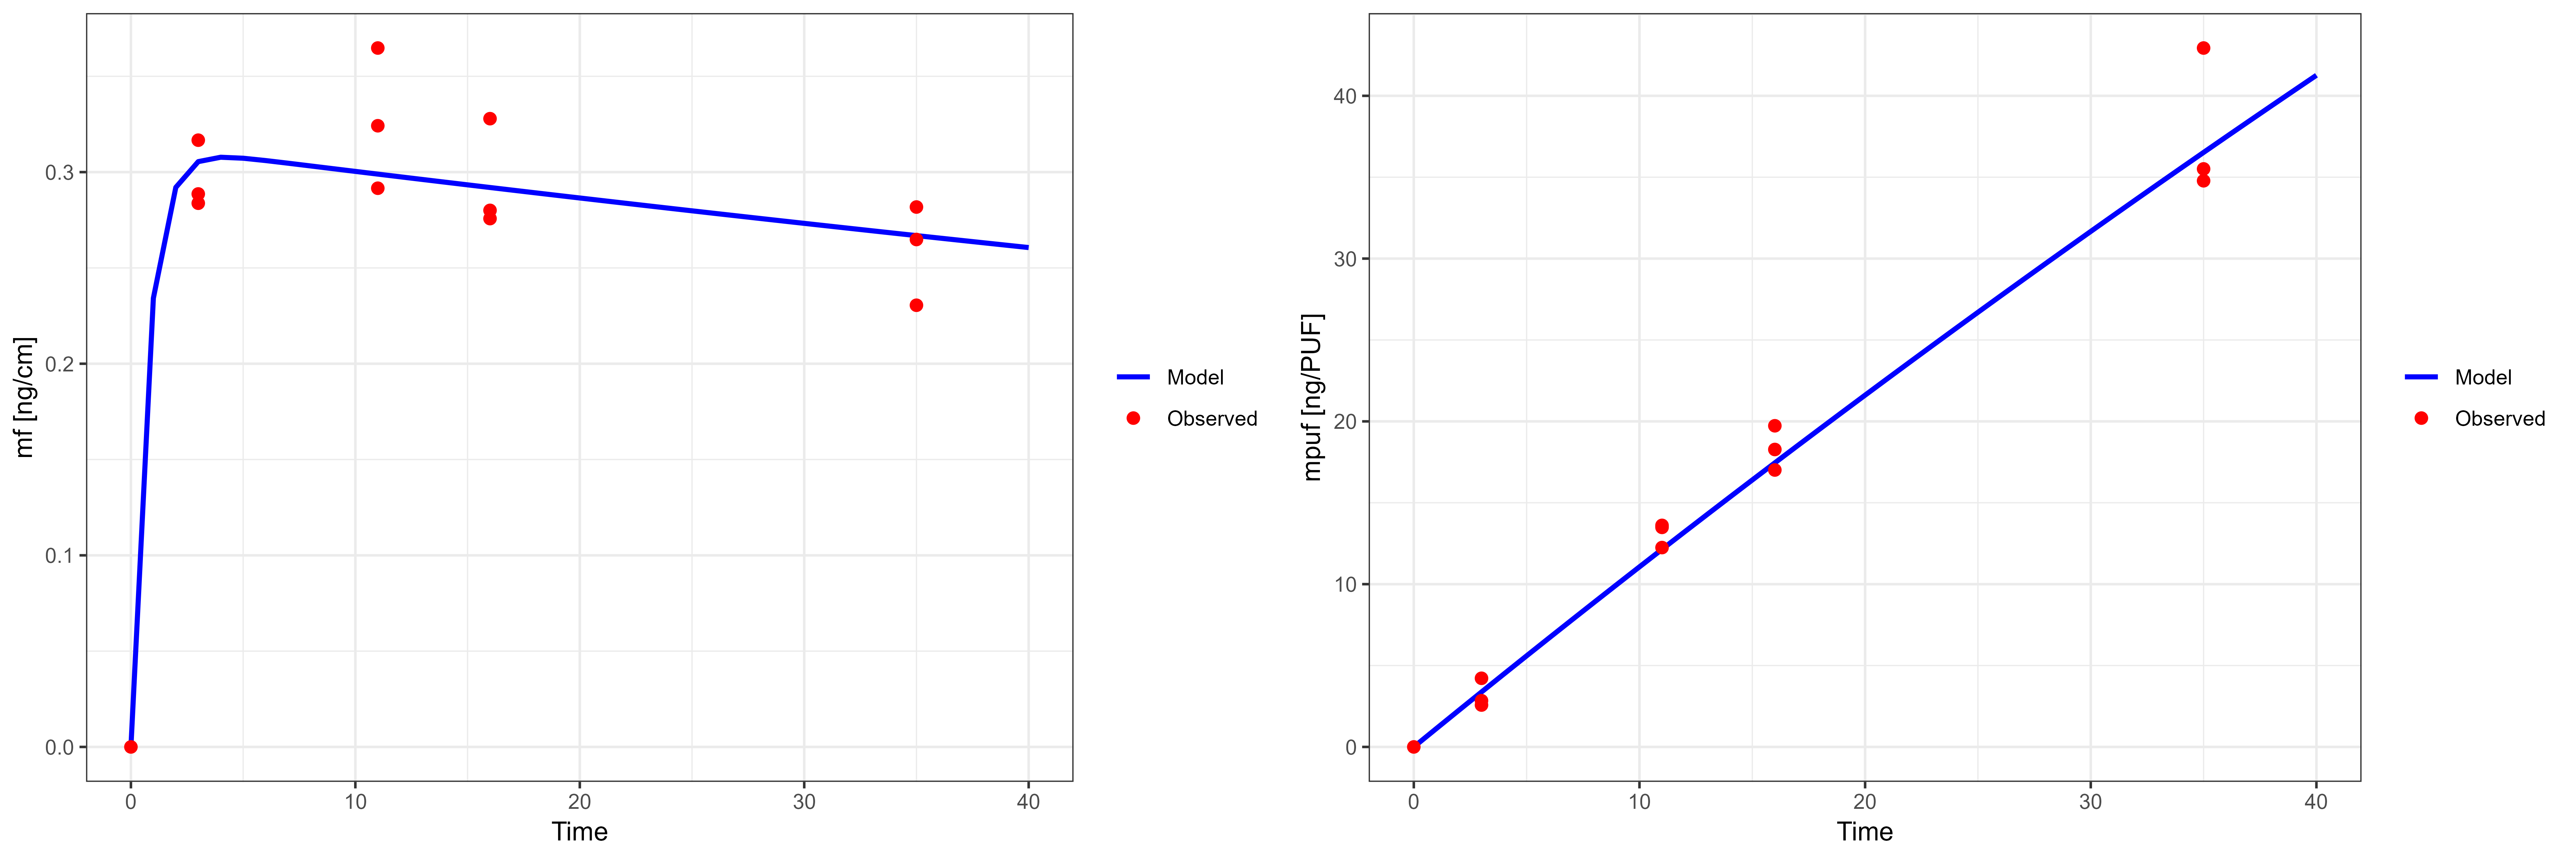 mf [ng/cm]
0.3
0.2
0.1
0.0
0 10 20 30 40
Time
Model
Observed
mpuf [ng/PUF]
40
30
20
10
0
0 10 20 30 40
Time
Model
Observed